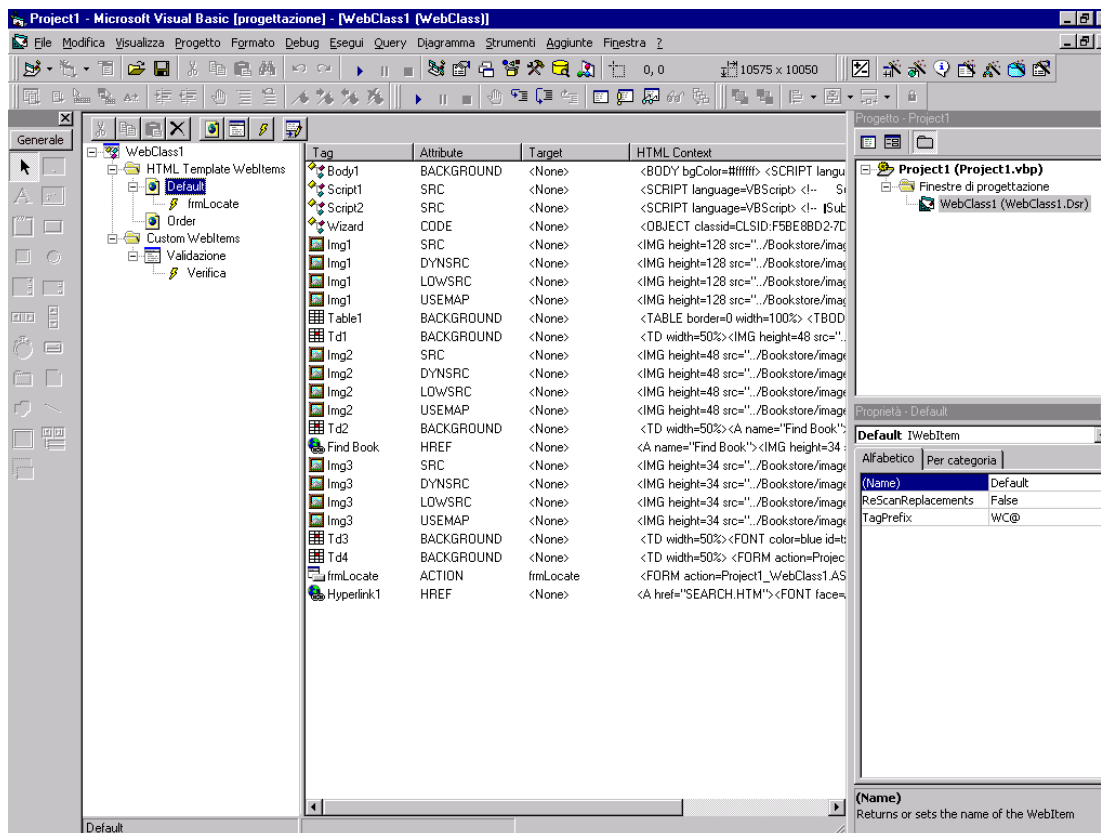 Project1 - Microsoft Visual Basic [progettazione] - [WebClass1 (WebClass)]
File Modifica Visualizza Progetto Formato Debug Esegui Query Diagramma Strumenti Aggiunte Finestra ?
0, 0 10575 x 10050
Generale
WebClass1
HTML Template WebItems
Default
frmLocate
Order
Custom WebItems
Validazione
Verifica
Tag Attribute Target HTML Context
Body1 BACKGROUND <None> <BODY bgColor=#ffffff> <SCRIPT langu
Script1 SRC <None> <SCRIPT language=VBScript> <!-- S
Script2 SRC <None> <SCRIPT language=VBScript> <!-- Sub
Wizard CODE <None> <OBJECT classid=CLSID:F5BE8BD2-7D
Img1 SRC <None> <IMG height=128 src="../Bookstore/imag
Img1 DYNSRC <None> <IMG height=128 src="../Bookstore/imag
Img1 LOWSRC <None> <IMG height=128 src="../Bookstore/imag
Img1 USEMAP <None> <IMG height=128 src="../Bookstore/imag
Table1 BACKGROUND <None> <TABLE border=0 width=100%> <TBOD
Td1 BACKGROUND <None> <TD width=50%><IMG height=48 src="..
Img2 SRC <None> <IMG height=48 src="../Bookstore/image
Img2 DYNSRC <None> <IMG height=48 src="../Bookstore/image
Img2 LOWSRC <None> <IMG height=48 src="../Bookstore/image
Img2 USEMAP <None> <IMG height=48 src="../Bookstore/image
Td2 BACKGROUND <None> <TD width=50%><A name="Find Book">
Find Book HREF <None> <A name="Find Book"><IMG height=34
Img3 SRC <None> <IMG height=34 src="../Bookstore/image
Img3 DYNSRC <None> <IMG height=34 src="../Bookstore/image
Img3 LOWSRC <None> <IMG height=34 src="../Bookstore/image
Img3 USEMAP <None> <IMG height=34 src="../Bookstore/image
Td3 BACKGROUND <None> <TD width=50%><FONT color=blue id=t
Td4 BACKGROUND <None> <TD width=50%> <FORM action=Projec
frmLocate ACTION frmLocate <FORM action=Project1_WebClass1.AS
Hyperlink1 HREF <None> <A href="SEARCH.HTM"><FONT face=
Default
Progetto - Project1
Project1 (Project1.vbp)
Finestre di progettazione
WebClass1 (WebClass1.Dsr)
Proprietà - Default
Default IWebItem
Alfabetico Per categoria
(Name) Default
ReScanReplacements False
TagPrefix WC@
(Name)
Returns or sets the name of the WebItem